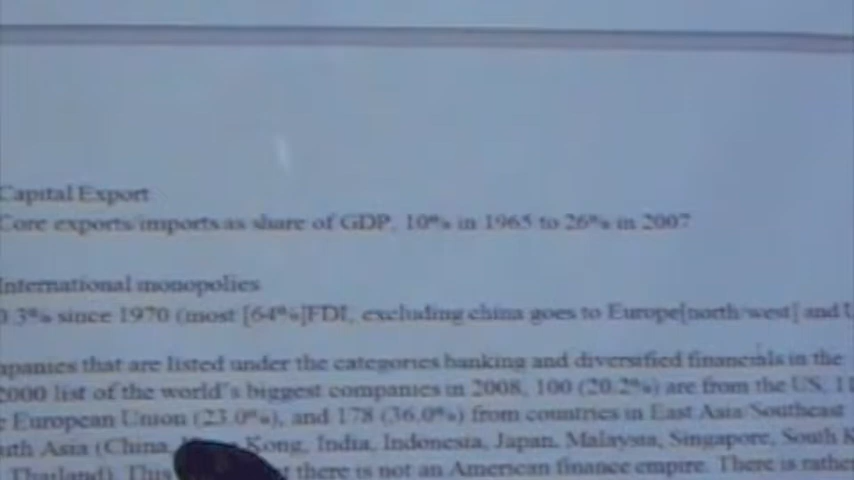 Capital Export
Core exports/imports as share of GDP, 10% in 1965 to 26% in 2007
International monopolies
0.3% since 1970 (most [64%]FDI, excluding china goes to Europe[north/west] and
that are listed under the categories banking and diversified financials in the
2000 list of the world's biggest companies in 2008, 100 (20.2%) are from the US,
European Union (23.0%), and 178 (36.0%) from countries in East Asia/Southeast
Asia (China, Kong, India, Indonesia, Japan, Malaysia, Singapore, South
Thailand). This there is not an American finance empire. There is rather